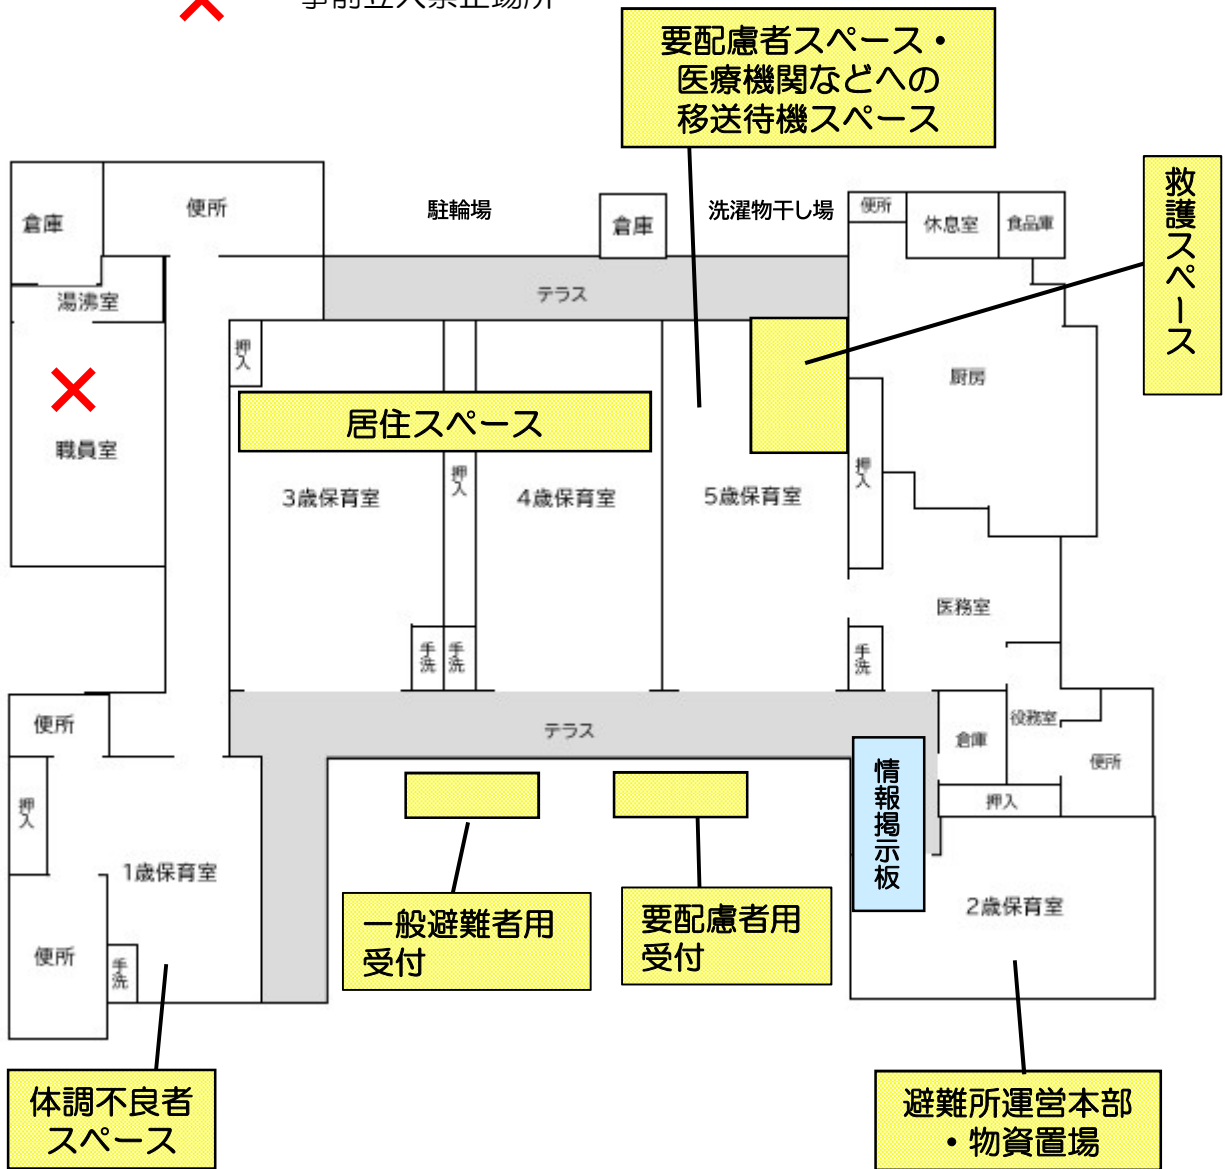 事前立入禁止場所
要配慮者スペース・
医療機関などへの
移送待機スペース
救護スペース
倉庫
便所
駐輪場
倉庫
洗濯物干し場
便所
休息室
食品庫
湯沸室
テラス
押入
厨房
居住スペース
職員室
押入
押入
3歳保育室
4歳保育室
5歳保育室
医務室
手洗
手洗
手洗
便所
テラス
倉庫
役務室
便所
情報掲示板
押入
押入
1歳保育室
一般避難者用
受付
要配慮者用
受付
2歳保育室
便所
手洗
体調不良者
スペース
避難所運営本部
・物資置場